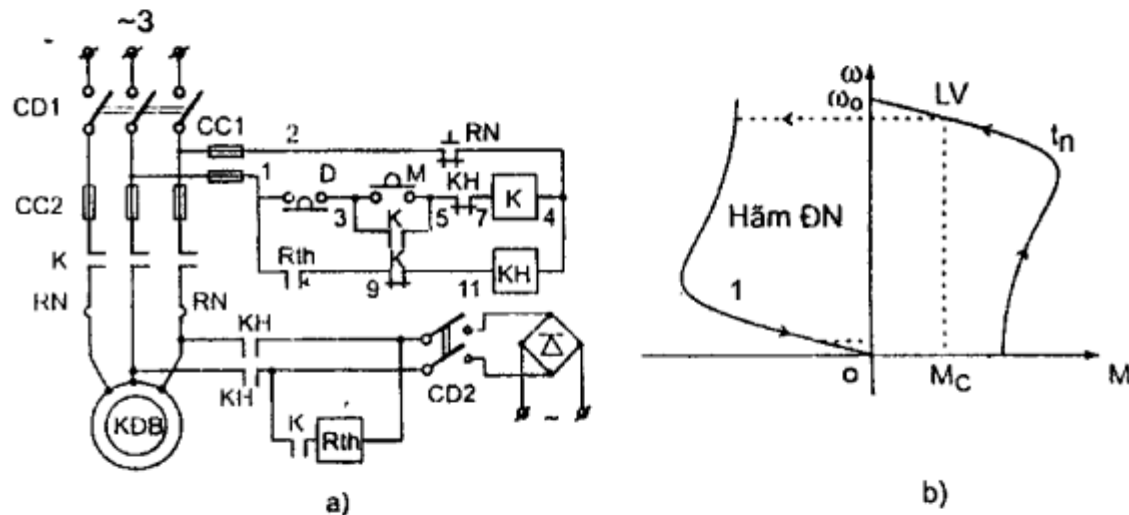 ~3
CD1
CC1
2
RN
1
D
M
KH
CC2
3
K
5
7
K
4
K
Rth
K
9
11
KH
RN
RN
KH
KH
CD2
~
K
Rth
KĐB
a)
ω
ω₀
LV
tn
Hãm ĐN
1
o
Mc
M
b)